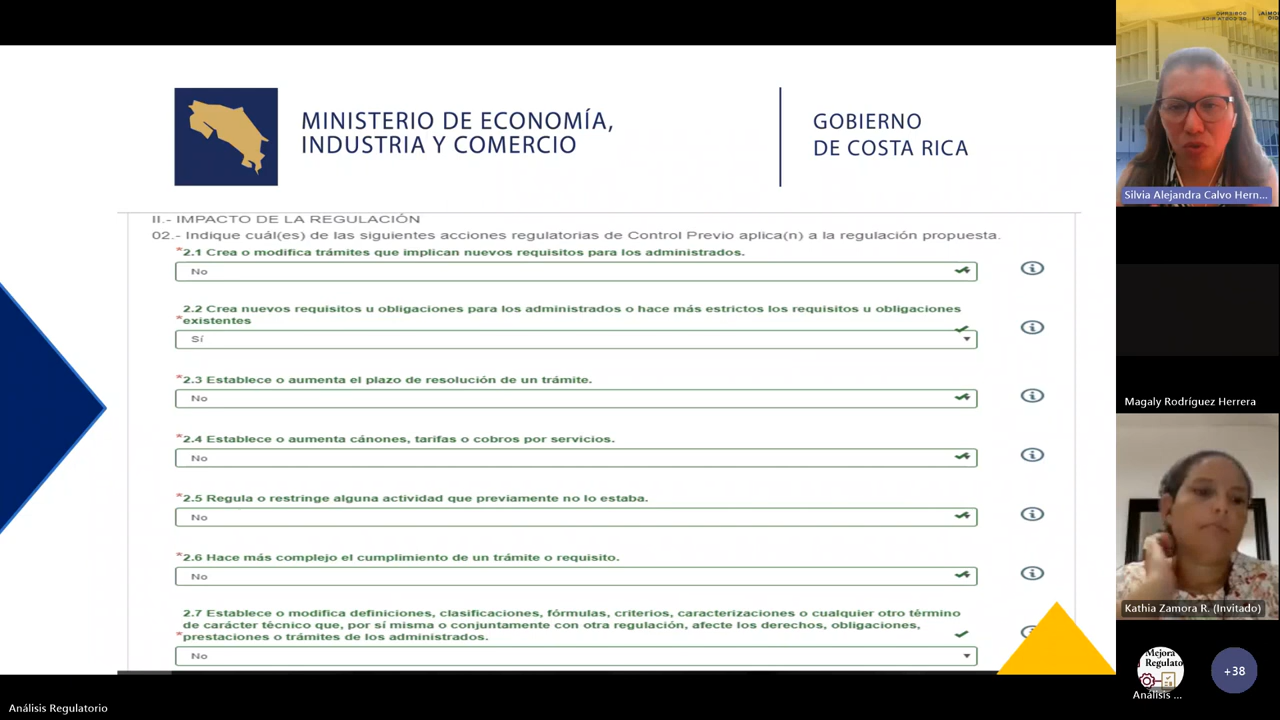 MINISTERIO DE ECONOMÍA,
INDUSTRIA Y COMERCIO
GOBIERNO
DE COSTA RICA
II.- IMPACTO DE LA REGULACIÓN
02.- Indique cuál(es) de las siguientes acciones regulatorias de Control Previo aplica(n) a la regulación propuesta.
*2.1 Crea o modifica trámites que implican nuevos requisitos para los administrados.
No
2.2 Crea nuevos requisitos u obligaciones para los administrados o hace más estrictos los requisitos u obligaciones
*existentes
Sí
*2.3 Establece o aumenta el plazo de resolución de un trámite.
No
*2.4 Establece o aumenta cánones, tarifas o cobros por servicios.
No
*2.5 Regula o restringe alguna actividad que previamente no lo estaba.
No
*2.6 Hace más complejo el cumplimiento de un trámite o requisito.
No
2.7 Establece o modifica definiciones, clasificaciones, fórmulas, criterios, caracterizaciones o cualquier otro término
de carácter técnico que, por sí misma o conjuntamente con otra regulación, afecte los derechos, obligaciones,
*prestaciones o trámites de los administrados.
No
Silvia Alejandra Calvo Hern...
Magaly Rodríguez Herrera
Kathia Zamora R. (Invitado)
Mejora
Regulato
Análisis ...
+38
Análisis Regulatorio